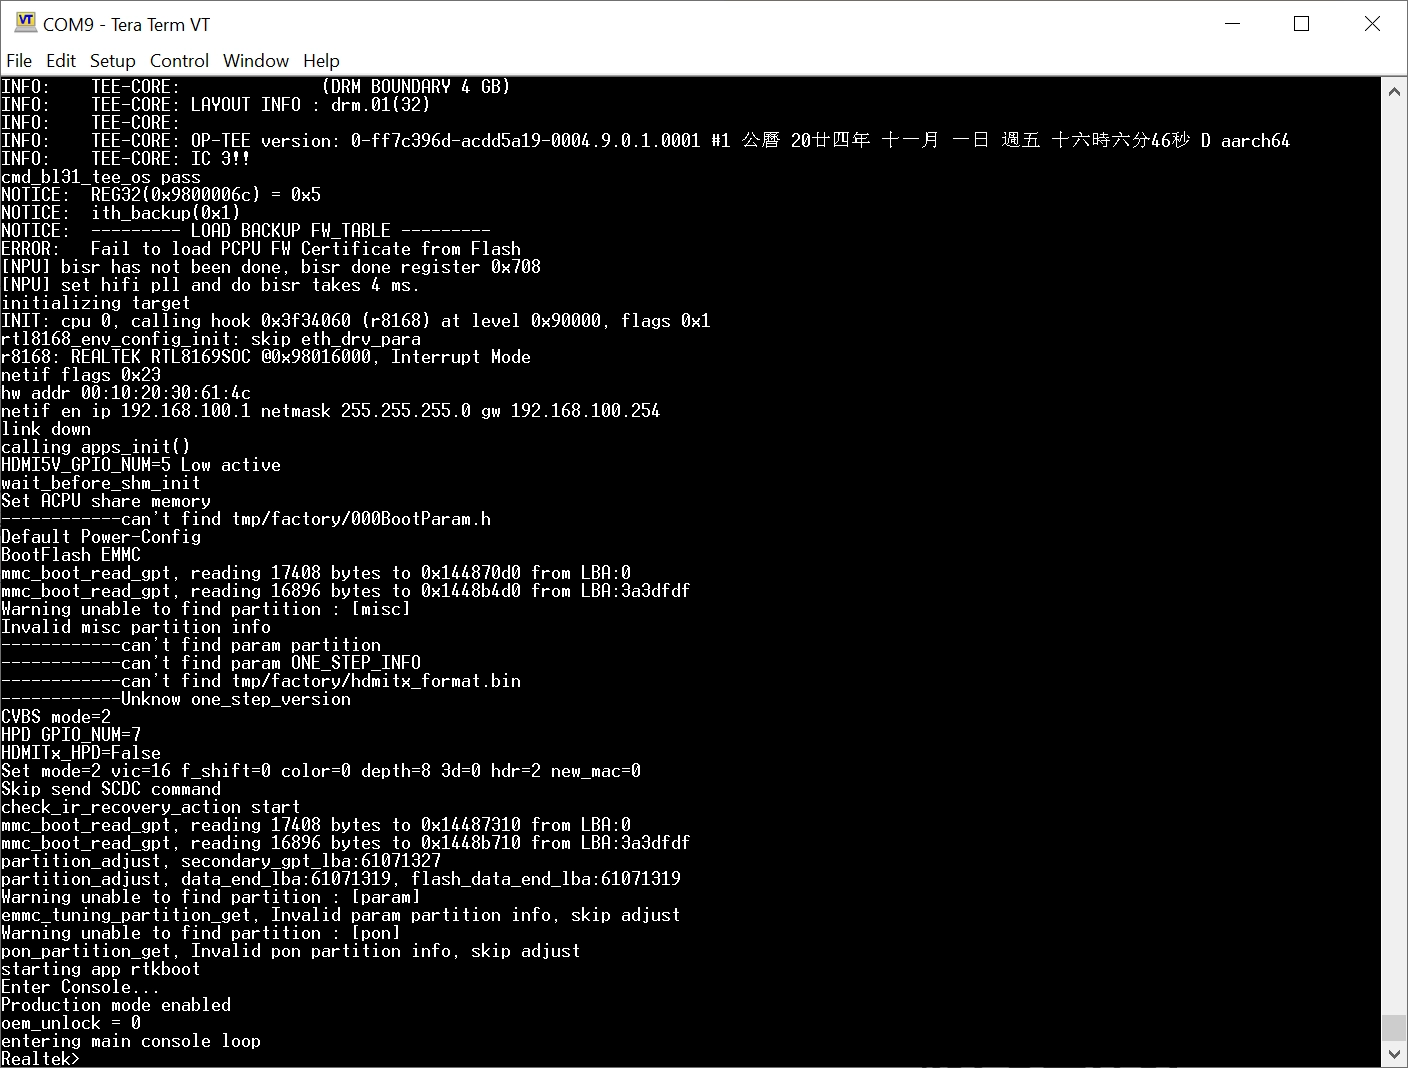 COM9 - Tera Term VT
File Edit Setup Control Window Help
INFO:    TEE-CORE:              (DRM BOUNDARY 4 GB)
INFO:    TEE-CORE: LAYOUT INFO : drm.01(32)
INFO:    TEE-CORE:
INFO:    TEE-CORE: OP-TEE version: 0-ff7c396d-acdd5a19-0004.9.0.1.0001 #1 公曆 20廿四年 十一月 一日 週五 十六時六分46秒 D aarch64
INFO:    TEE-CORE: IC 3!!
cmd_bl31_tee_os pass
NOTICE:  REG32(0x9800006c) = 0x5
NOTICE:  ith_backup(0x1)
NOTICE:  --------- LOAD BACKUP FW_TABLE ---------
ERROR:   Fail to load PCPU FW Certificate from Flash
[NPU] bisr has not been done, bisr done register 0x708
[NPU] set hifi pll and do bisr takes 4 ms.
initializing target
INIT: cpu 0, calling hook 0x3f34060 (r8168) at level 0x90000, flags 0x1
rtl8168_env_config_init: skip eth_drv_para
r8168: REALTEK RTL8169SOC @0x98016000, Interrupt Mode
netif flags 0x23
hw addr 00:10:20:30:61:4c
netif en ip 192.168.100.1 netmask 255.255.255.0 gw 192.168.100.254
link down
calling apps_init()
HDMI5V_GPIO_NUM=5 Low active
wait_before_shm_init
Set ACPU share memory
------------can't find tmp/factory/000BootParam.h
Default Power-Config
BootFlash EMMC
mmc_boot_read_gpt, reading 17408 bytes to 0x144870d0 from LBA:0
mmc_boot_read_gpt, reading 16896 bytes to 0x1448b4d0 from LBA:3a3dfdf
Warning unable to find partition : [misc]
Invalid misc partition info
------------can't find param partition
------------can't find param ONE_STEP_INFO
------------can't find tmp/factory/hdmitx_format.bin
------------Unknow one_step_version
CVBS mode=2
HPD GPIO_NUM=7
HDMITx_HPD=False
Set mode=2 vic=16 f_shift=0 color=0 depth=8 3d=0 hdr=2 new_mac=0
Skip send SCDC command
check_ir_recovery_action start
mmc_boot_read_gpt, reading 17408 bytes to 0x14487310 from LBA:0
mmc_boot_read_gpt, reading 16896 bytes to 0x1448b710 from LBA:3a3dfdf
partition_adjust, secondary_gpt_lba:61071327
partition_adjust, data_end_lba:61071319, flash_data_end_lba:61071319
Warning unable to find partition : [param]
emmc_tuning_partition_get, Invalid param partition info, skip adjust
Warning unable to find partition : [pon]
pon_partition_get, Invalid pon partition info, skip adjust
starting app rtkboot
Enter Console...
Production mode enabled
oem_unlock = 0
entering main console loop
Realtek>